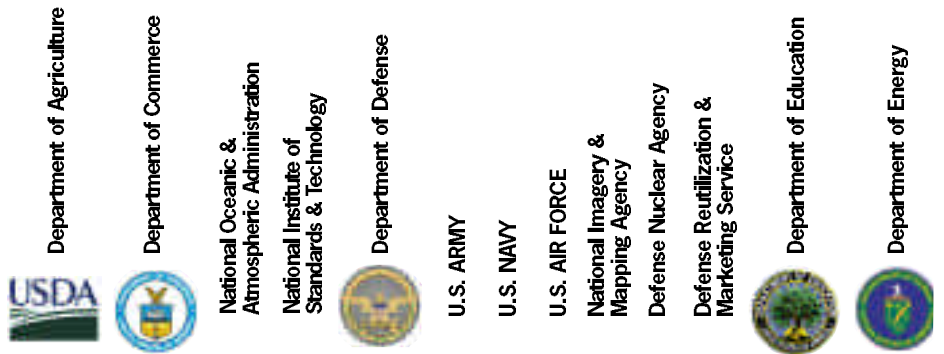 Department of Agriculture
USDA
Department of Commerce
National Oceanic &
Atmospheric Administration
National Institute of
Standards & Technology
Department of Defense
U.S. ARMY
U.S. NAVY
U.S. AIR FORCE
National Imagery &
Mapping Agency
Defense Nuclear Agency
Defense Reutilization &
Marketing Service
Department of Education
Department of Energy